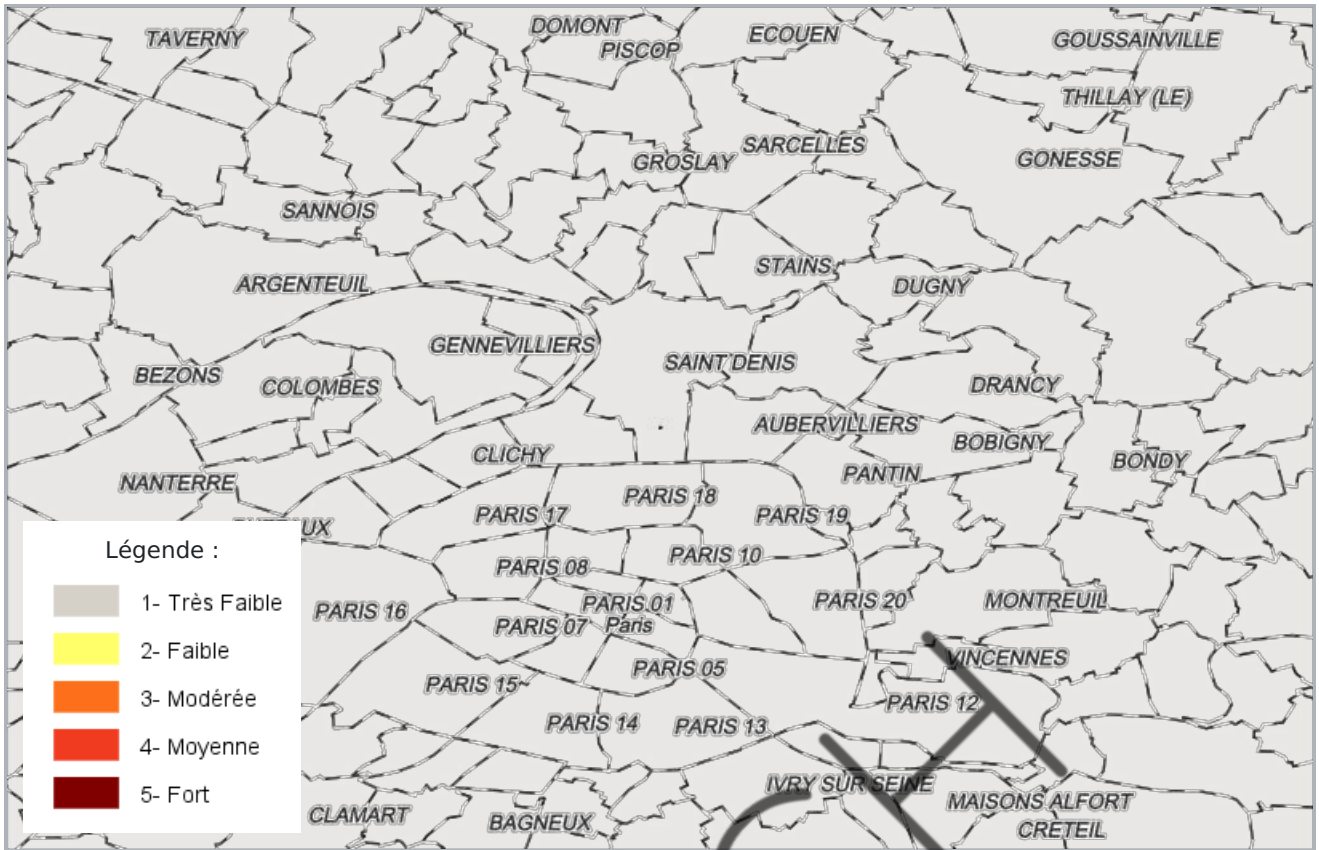 TAVERNY
DOMONT
PISCOP
ECOUEN
GOUSSAINVILLE
THILLAY (LE)
GROSLAY
SARCELLES
GONESSE
SANNOIS
ARGENTEUIL
STAINS
DUGNY
GENNEVILLIERS
BEZONS
COLOMBES
SAINT DENIS
DRANCY
AUBERVILLIERS
BOBIGNY
CLICHY
BONDY
NANTERRE
PANTIN
PARIS 18
PARIS 17
PARIS 19
PARIS 10
PARIS 08
PARIS 16
PARIS 01
PARIS 20
MONTREUIL
PARIS 07
Paris
VINCENNES
PARIS 05
PARIS 15
PARIS 12
PARIS 14
PARIS 13
IVRY SUR SEINE
MAISONS ALFORT
CLAMART
BAGNEUX
CRETEIL
Légende :
1- Très Faible
2- Faible
3- Modérée
4- Moyenne
5- Fort